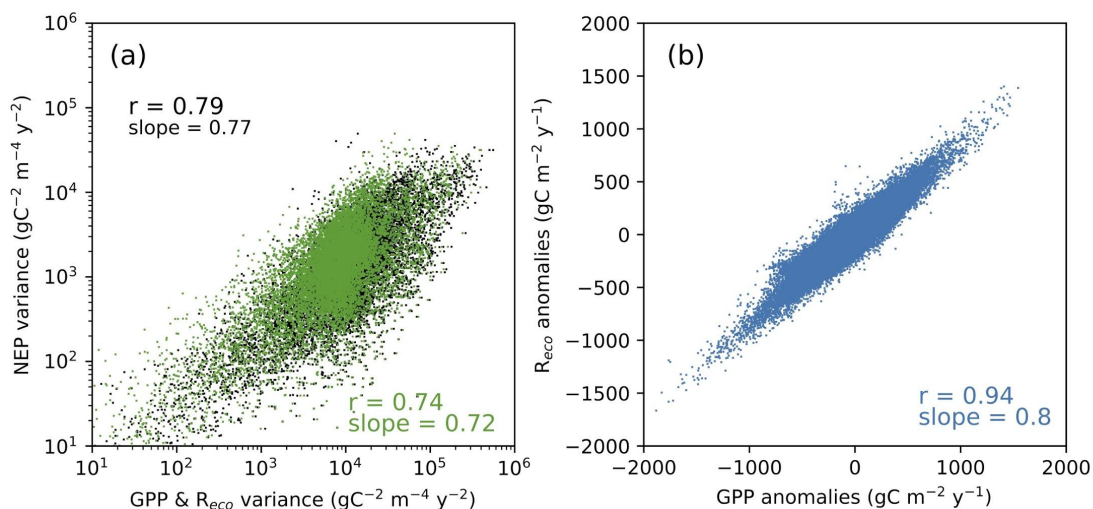 (a)
r = 0.79
slope = 0.77
r = 0.74
slope = 0.72
NEP variance (gC⁻² m⁻⁴ y⁻²)
10⁶
10⁵
10⁴
10³
10²
10¹
10¹ 10² 10³ 10⁴ 10⁵ 10⁶
GPP & Rₑ꜀ₒ variance (gC⁻² m⁻⁴ y⁻²)
(b)
r = 0.94
slope = 0.8
Rₑ꜀ₒ anomalies (gC m⁻² y⁻¹)
2000
1500
1000
500
0
−500
−1000
−1500
−2000
−2000 −1000 0 1000 2000
GPP anomalies (gC m⁻² y⁻¹)